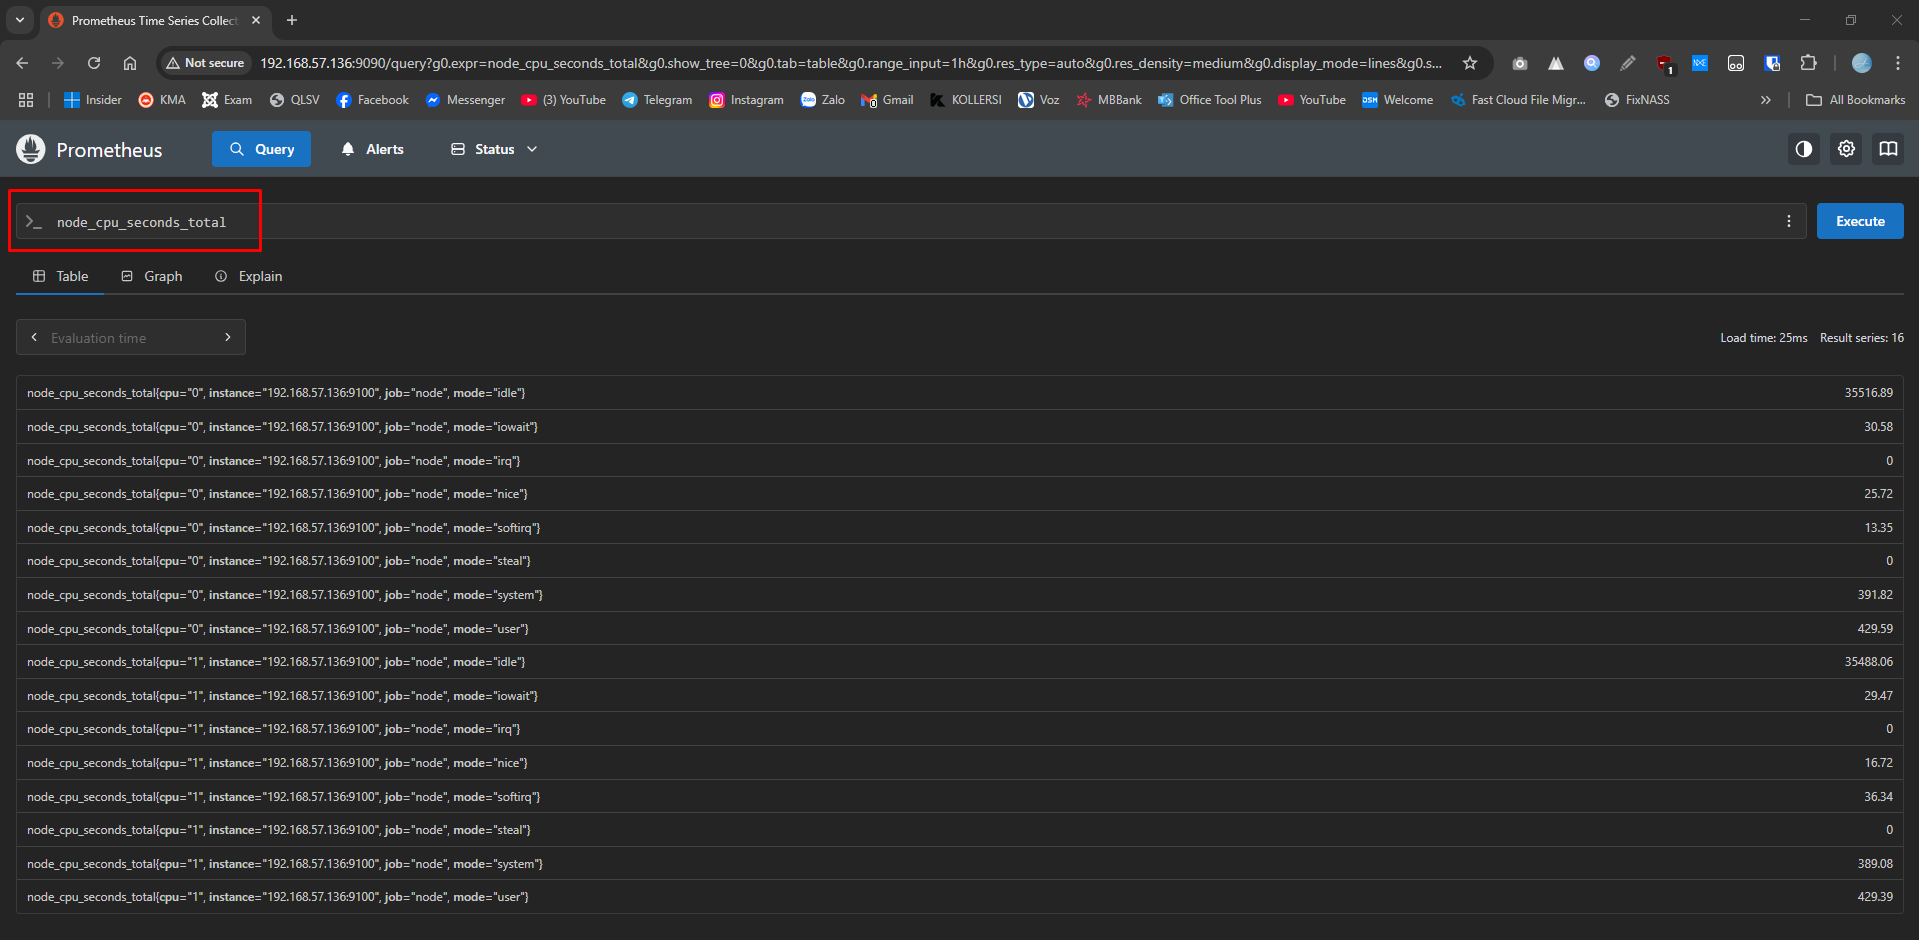 Prometheus Time Series Collect
Not secure 192.168.57.136:9090/query?g0.expr=node_cpu_seconds_total&g0.show_tree=0&g0.tab=table&g0.range_input=1h&g0.res_type=auto&g0.res_density=medium&g0.display_mode=lines&g0.s...
1
Insider KMA Exam QLSV Facebook Messenger (3) YouTube Telegram Instagram Zalo Gmail KOLLERSI Voz MBBank Office Tool Plus YouTube Welcome Fast Cloud File Migr... FixNASS All Bookmarks
Prometheus Query Alerts Status
>_ node_cpu_seconds_total Execute
Table Graph Explain
Evaluation time Load time: 25ms Result series: 16
node_cpu_seconds_total{cpu="0", instance="192.168.57.136:9100", job="node", mode="idle"} 35516.89
node_cpu_seconds_total{cpu="0", instance="192.168.57.136:9100", job="node", mode="iowait"} 30.58
node_cpu_seconds_total{cpu="0", instance="192.168.57.136:9100", job="node", mode="irq"} 0
node_cpu_seconds_total{cpu="0", instance="192.168.57.136:9100", job="node", mode="nice"} 25.72
node_cpu_seconds_total{cpu="0", instance="192.168.57.136:9100", job="node", mode="softirq"} 13.35
node_cpu_seconds_total{cpu="0", instance="192.168.57.136:9100", job="node", mode="steal"} 0
node_cpu_seconds_total{cpu="0", instance="192.168.57.136:9100", job="node", mode="system"} 391.82
node_cpu_seconds_total{cpu="0", instance="192.168.57.136:9100", job="node", mode="user"} 429.59
node_cpu_seconds_total{cpu="1", instance="192.168.57.136:9100", job="node", mode="idle"} 35488.06
node_cpu_seconds_total{cpu="1", instance="192.168.57.136:9100", job="node", mode="iowait"} 29.47
node_cpu_seconds_total{cpu="1", instance="192.168.57.136:9100", job="node", mode="irq"} 0
node_cpu_seconds_total{cpu="1", instance="192.168.57.136:9100", job="node", mode="nice"} 16.72
node_cpu_seconds_total{cpu="1", instance="192.168.57.136:9100", job="node", mode="softirq"} 36.34
node_cpu_seconds_total{cpu="1", instance="192.168.57.136:9100", job="node", mode="steal"} 0
node_cpu_seconds_total{cpu="1", instance="192.168.57.136:9100", job="node", mode="system"} 389.08
node_cpu_seconds_total{cpu="1", instance="192.168.57.136:9100", job="node", mode="user"} 429.39